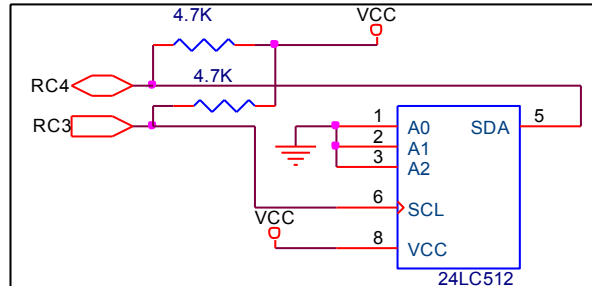 4.7K
VCC
RC4
4.7K
RC3
1 A0 SDA 5
2 A1
3 A2
6 SCL
VCC
8 VCC
24LC512